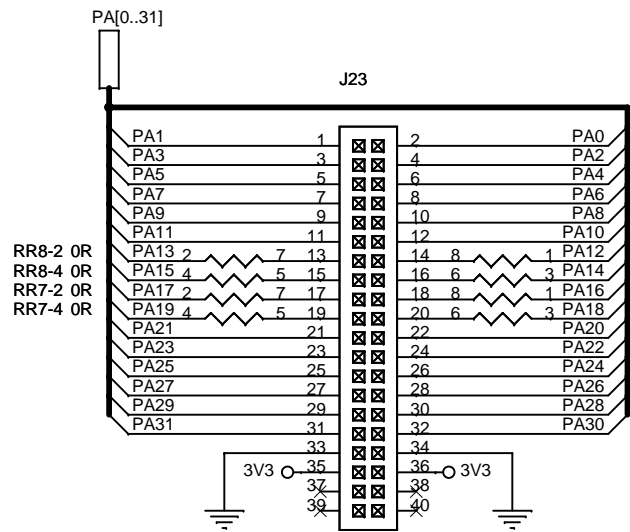 PA[0..31]
J23
PA1 1 2 PA0
PA3 3 4 PA2
PA5 5 6 PA4
PA7 7 8 PA6
PA9 9 10 PA8
PA11 11 12 PA10
RR8-2 0R PA13 2 7 13 14 8 1 PA12
RR8-4 0R PA15 4 5 15 16 6 3 PA14
RR7-2 0R PA17 2 7 17 18 8 1 PA16
RR7-4 0R PA19 4 5 19 20 6 3 PA18
PA21 21 22 PA20
PA23 23 24 PA22
PA25 25 26 PA24
PA27 27 28 PA26
PA29 29 30 PA28
PA31 31 32 PA30
33 34
3V3 35 36 3V3
37 38
39 40